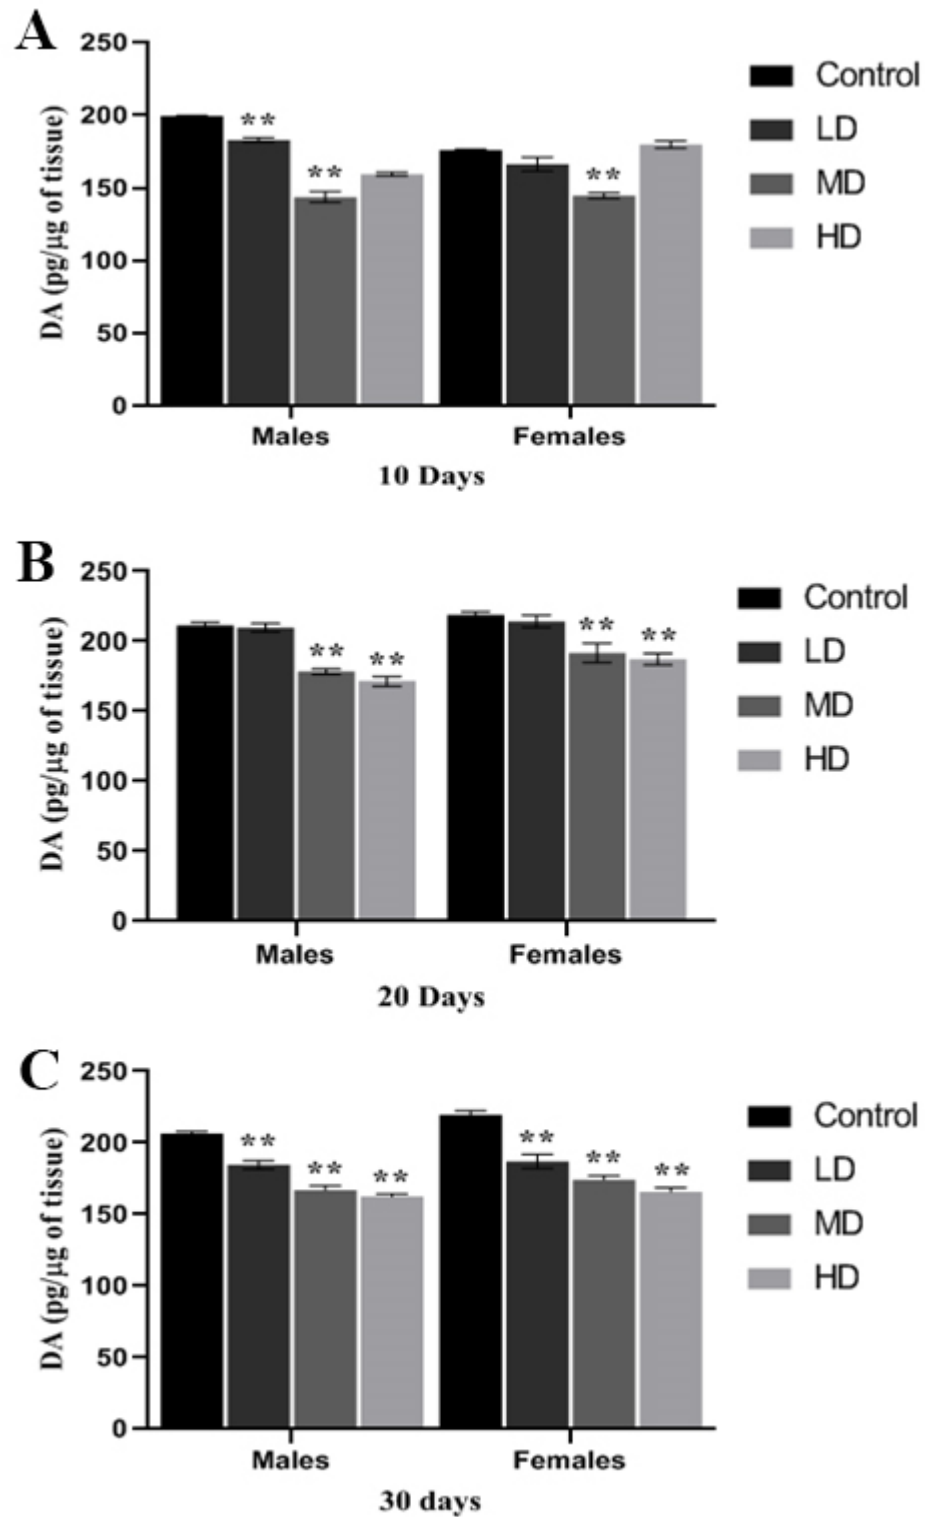 A
250
200
150
100
50
0
DA (pg/µg of tissue)
** ** **
Males Females
10 Days
Control
LD
MD
HD
B
250
200
150
100
50
0
DA (pg/µg of tissue)
** ** ** **
Males Females
20 Days
Control
LD
MD
HD
C
250
200
150
100
50
0
DA (pg/µg of tissue)
** ** ** ** ** **
Males Females
30 days
Control
LD
MD
HD